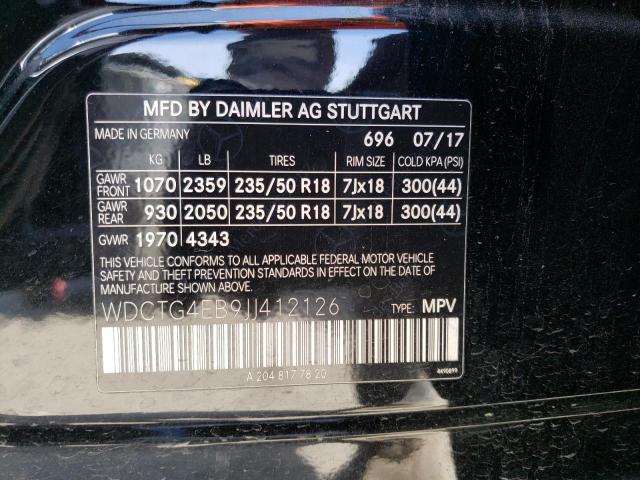 MFD BY DAIMLER AG STUTTGART
MADE IN GERMANY 696 07/17
KG LB TIRES RIM SIZE COLD KPA (PSI)
GAWR FRONT 1070 2359 235/50 R18 7Jx18 300(44)
GAWR REAR 930 2050 235/50 R18 7Jx18 300(44)
GVWR 1970 4343
THIS VEHICLE CONFORMS TO ALL APPLICABLE FEDERAL MOTOR VEHICLE
SAFETY, BUMPER, AND THEFT PREVENTION STANDARDS IN EFFECT ON THE DATE OF
MANUFACTURE SHOWN ABOVE.
WDCTG4EB9JJ412126 TYPE: MPV
A 204 817 78 20